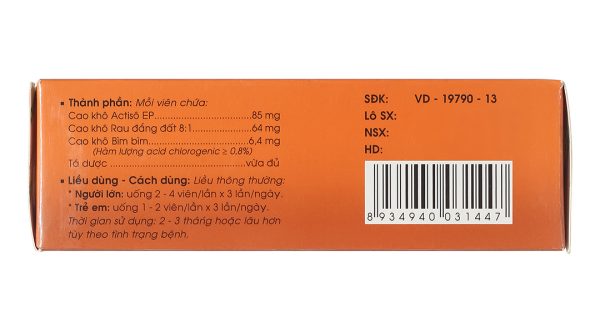 ▪ Thành phần: Mỗi viên chứa:
Cao khô Actisô EP....................................85 mg
Cao khô Rau đắng đất 8:1......................64 mg
Cao khô Bìm bìm....................................6,4 mg
(Hàm lượng acid chlorogenic ≥ 0,8%)
Tá dược ...............................................vừa đủ
▪ Liều dùng - Cách dùng: Liều thông thường:
* Người lớn: uống 2 - 4 viên/lần x 3 lần/ngày.
* Trẻ em: uống 1 - 2 viên/lần x 3 lần/ngày.
Thời gian sử dụng: 2 - 3 tháng hoặc lâu hơn
tùy theo tình trạng bệnh.
SĐK: VD - 19790 - 13
Lô SX:
NSX:
HD:
8 934940 031447